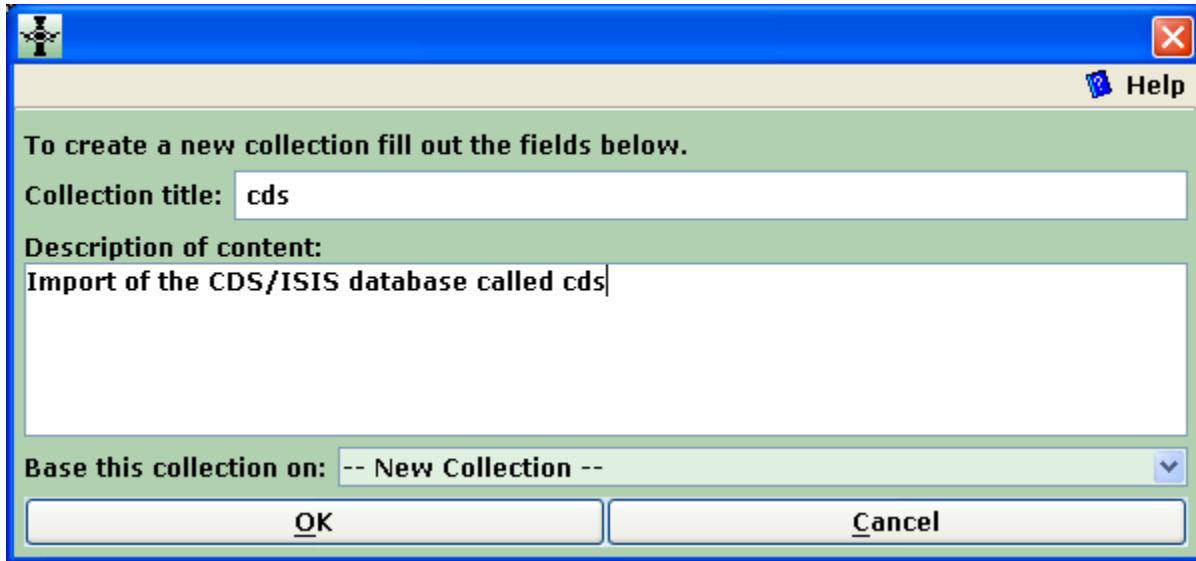 Help
To create a new collection fill out the fields below.
Collection title: cds
Description of content:
Import of the CDS/ISIS database called cds
Base this collection on: -- New Collection --
OK Cancel